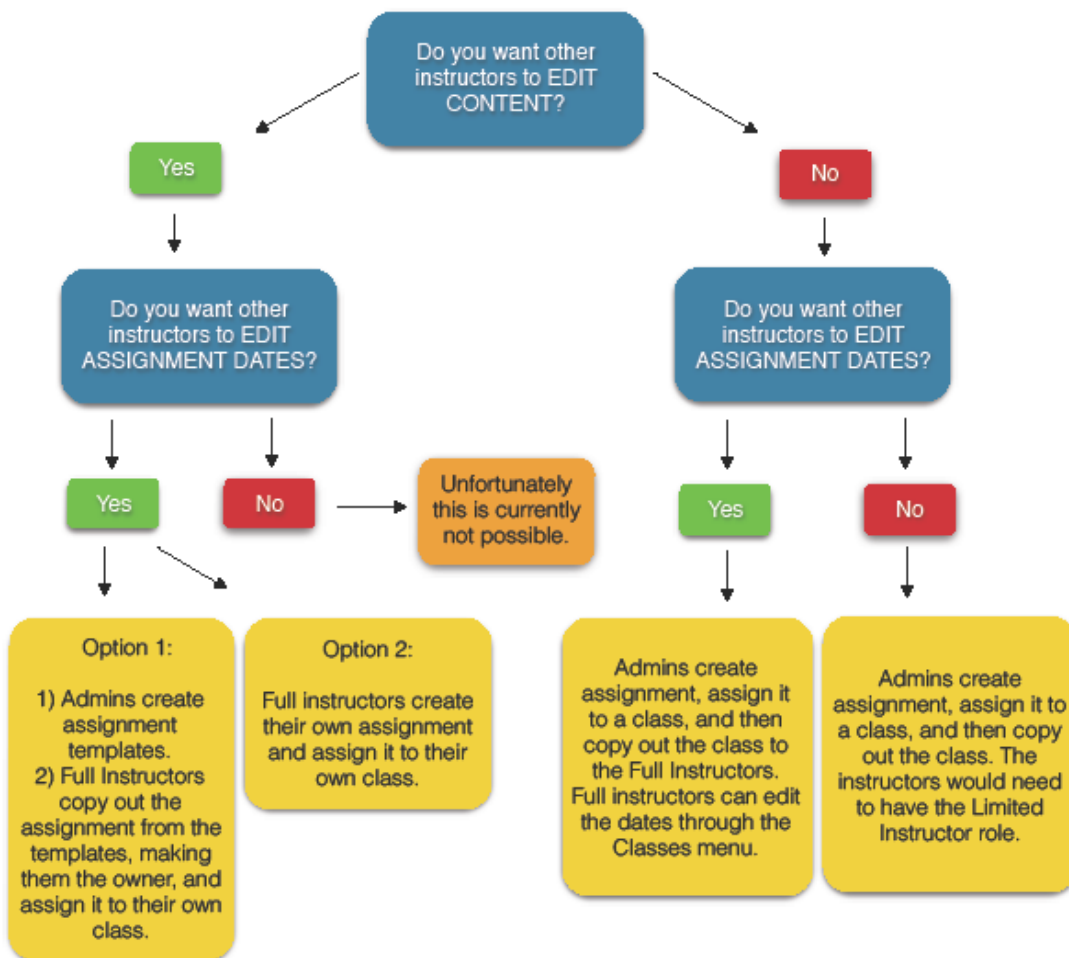 Do you want other
instructors to EDIT
CONTENT?
Yes
No
Do you want other
instructors to EDIT
ASSIGNMENT DATES?
Do you want other
instructors to EDIT
ASSIGNMENT DATES?
Yes
No
Unfortunately
this is currently
not possible.
Yes
No
Option 1:
1) Admins create
assignment
templates.
2) Full Instructors
copy out the
assignment from the
templates, making
them the owner, and
assign it to their own
class.
Option 2:
Full instructors create
their own assignment
and assign it to their
own class.
Admins create
assignment, assign it
to a class, and then
copy out the class to
the Full Instructors.
Full instructors can edit
the dates through the
Classes menu.
Admins create
assignment, assign it to
a class, and then copy
out the class. The
instructors would need
to have the Limited
Instructor role.